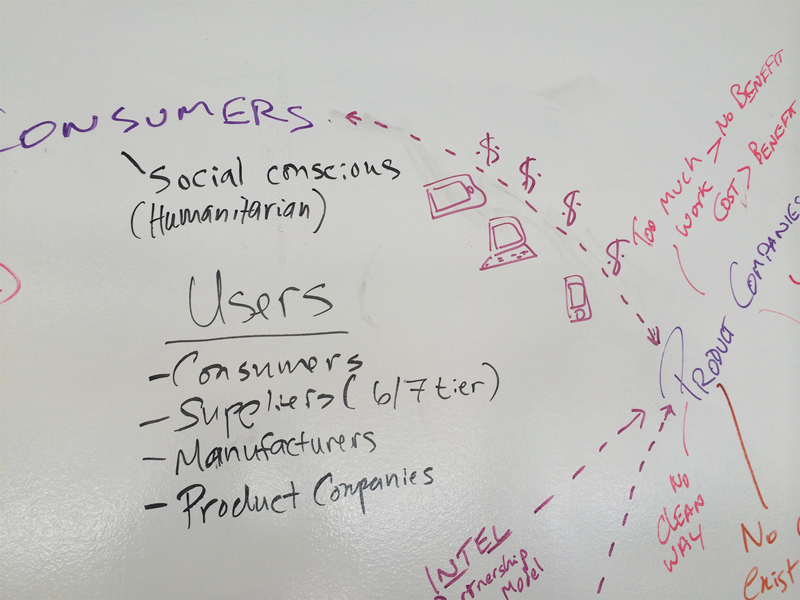 CONSUMERS
Social conscious
(Humanitarian)
$
$
$
$
TOO MUCH
WORK > NO BENEFIT
COST > BENEFIT
PRODUCT COMPANIES
Users
- Consumers
- Suppliers (6/7 tier)
- Manufacturers
- Product Companies
INTEL
Partnership
Model
NO
CLEAN
WAY
No
exist